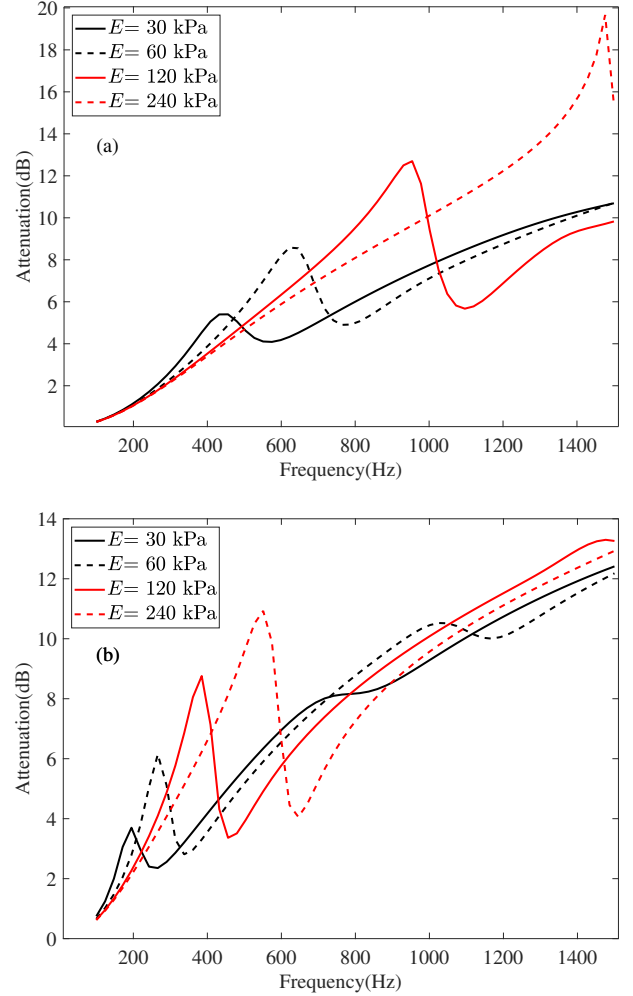 20
18
16
14
12
10
8
6
4
2
Attenuation(dB)
E= 30 kPa
E= 60 kPa
E= 120 kPa
E= 240 kPa
(a)
200 400 600 800 1000 1200 1400
Frequency(Hz)
14
12
10
8
6
4
2
0
Attenuation(dB)
E= 30 kPa
E= 60 kPa
E= 120 kPa
E= 240 kPa
(b)
200 400 600 800 1000 1200 1400
Frequency(Hz)